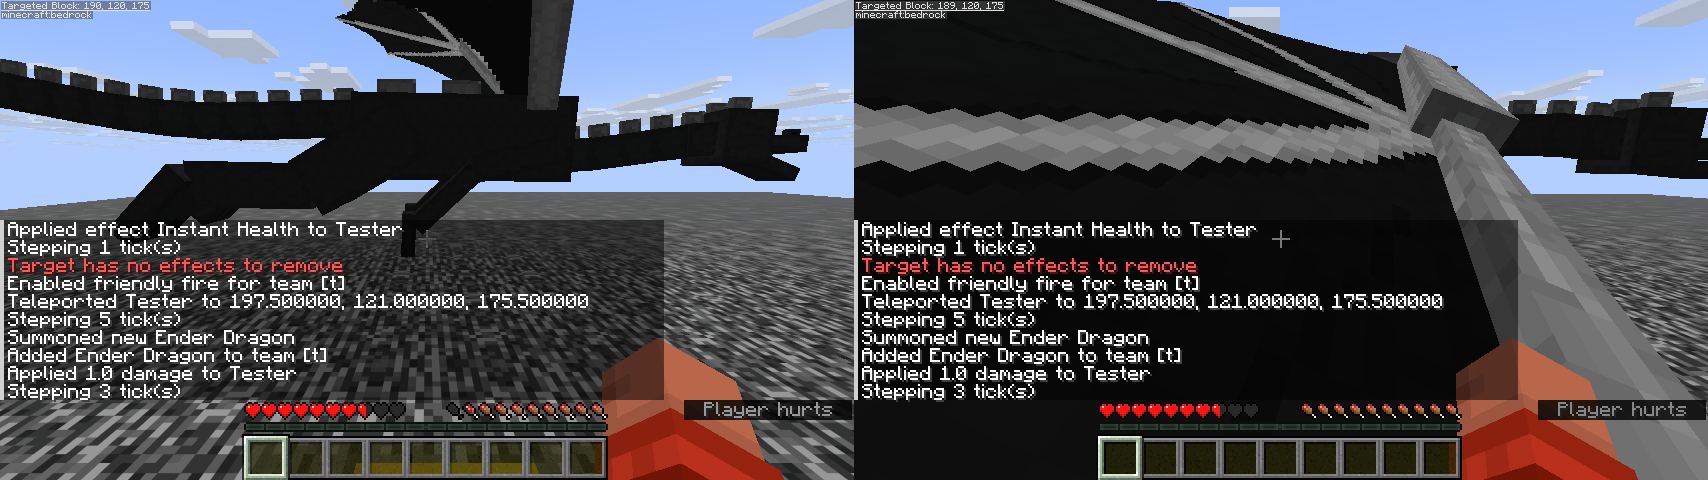 Targeted Block: 190, 120, 175
minecraft:bedrock
Applied effect Instant Health to Tester
Stepping 1 tick(s)
Target has no effects to remove
Enabled friendly fire for team [t]
Teleported Tester to 197.500000, 121.000000, 175.500000
Stepping 5 tick(s)
Summoned new Ender Dragon
Added Ender Dragon to team [t]
Applied 1.0 damage to Tester
Stepping 3 tick(s)
Player hurts
Targeted Block: 189, 120, 175
minecraft:bedrock
Applied effect Instant Health to Tester
Stepping 1 tick(s)
Target has no effects to remove
Enabled friendly fire for team [t]
Teleported Tester to 197.500000, 121.000000, 175.500000
Stepping 5 tick(s)
Summoned new Ender Dragon
Added Ender Dragon to team [t]
Applied 1.0 damage to Tester
Stepping 3 tick(s)
Player hurts